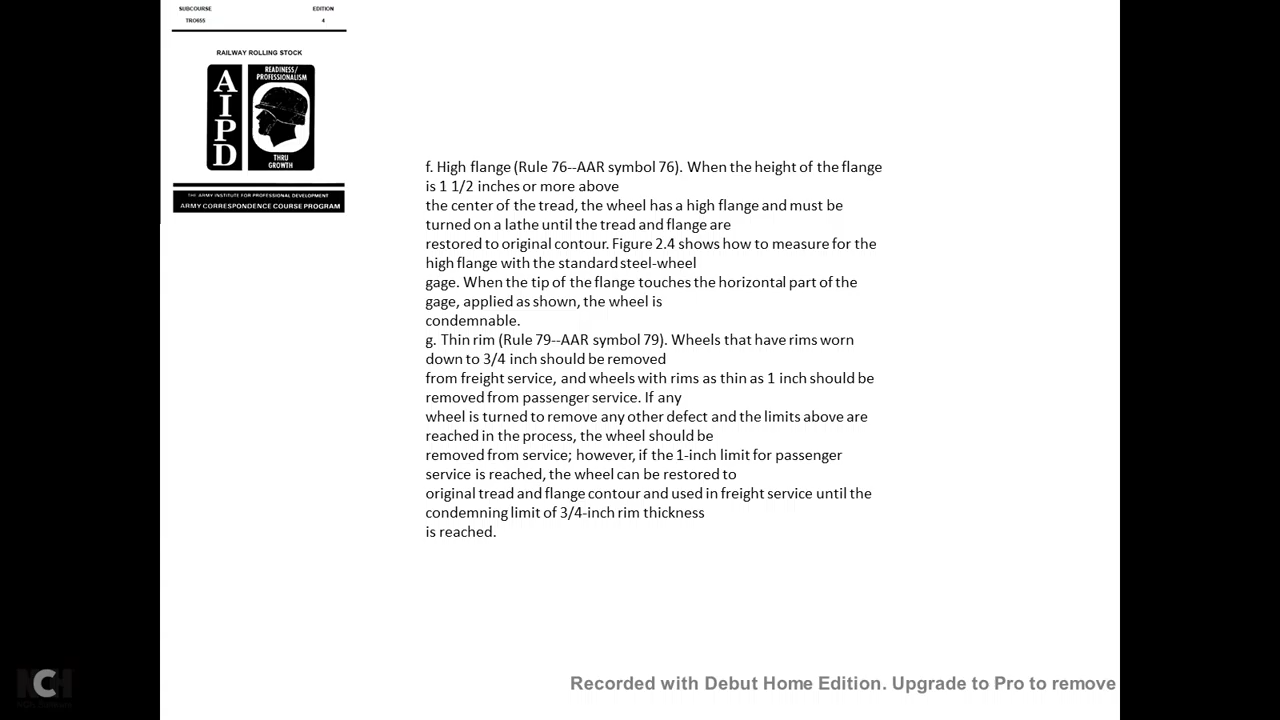 SUBCOURSE EDITION
TRO655 4
RAILWAY ROLLING STOCK
AIPD
READINESS/
PROFESSIONALISM
THRU
GROWTH
THE ARMY INSTITUTE FOR PROFESSIONAL DEVELOPMENT
ARMY CORRESPONDENCE COURSE PROGRAM
f. High flange (Rule 76--AAR symbol 76). When the height of the flange
is 1 1/2 inches or more above
the center of the tread, the wheel has a high flange and must be
turned on a lathe until the tread and flange are
restored to original contour. Figure 2.4 shows how to measure for the
high flange with the standard steel-wheel
gage. When the tip of the flange touches the horizontal part of the
gage, applied as shown, the wheel is
condemnable.
g. Thin rim (Rule 79--AAR symbol 79). Wheels that have rims worn
down to 3/4 inch should be removed
from freight service, and wheels with rims as thin as 1 inch should be
removed from passenger service. If any
wheel is turned to remove any other defect and the limits above are
reached in the process, the wheel should be
removed from service; however, if the 1-inch limit for passenger
service is reached, the wheel can be restored to
original tread and flange contour and used in freight service until the
condemning limit of 3/4-inch rim thickness
is reached.
NCH
Recorded with Debut Home Edition. Upgrade to Pro to remove